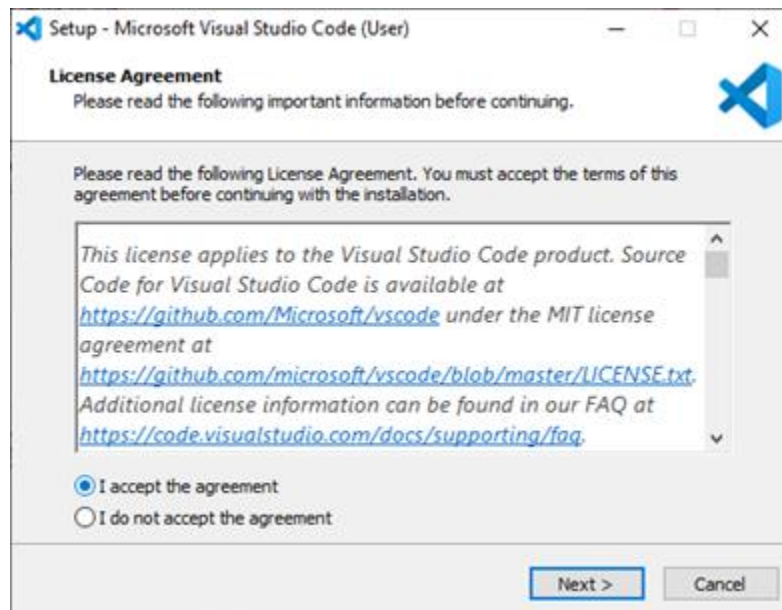 Setup - Microsoft Visual Studio Code (User)
License Agreement
Please read the following important information before continuing.
Please read the following License Agreement. You must accept the terms of this
agreement before continuing with the installation.
This license applies to the Visual Studio Code product. Source
Code for Visual Studio Code is available at
https://github.com/Microsoft/vscode under the MIT license
agreement at
https://github.com/microsoft/vscode/blob/master/LICENSE.txt.
Additional license information can be found in our FAQ at
https://code.visualstudio.com/docs/supporting/faq.
I accept the agreement
I do not accept the agreement
Next > Cancel